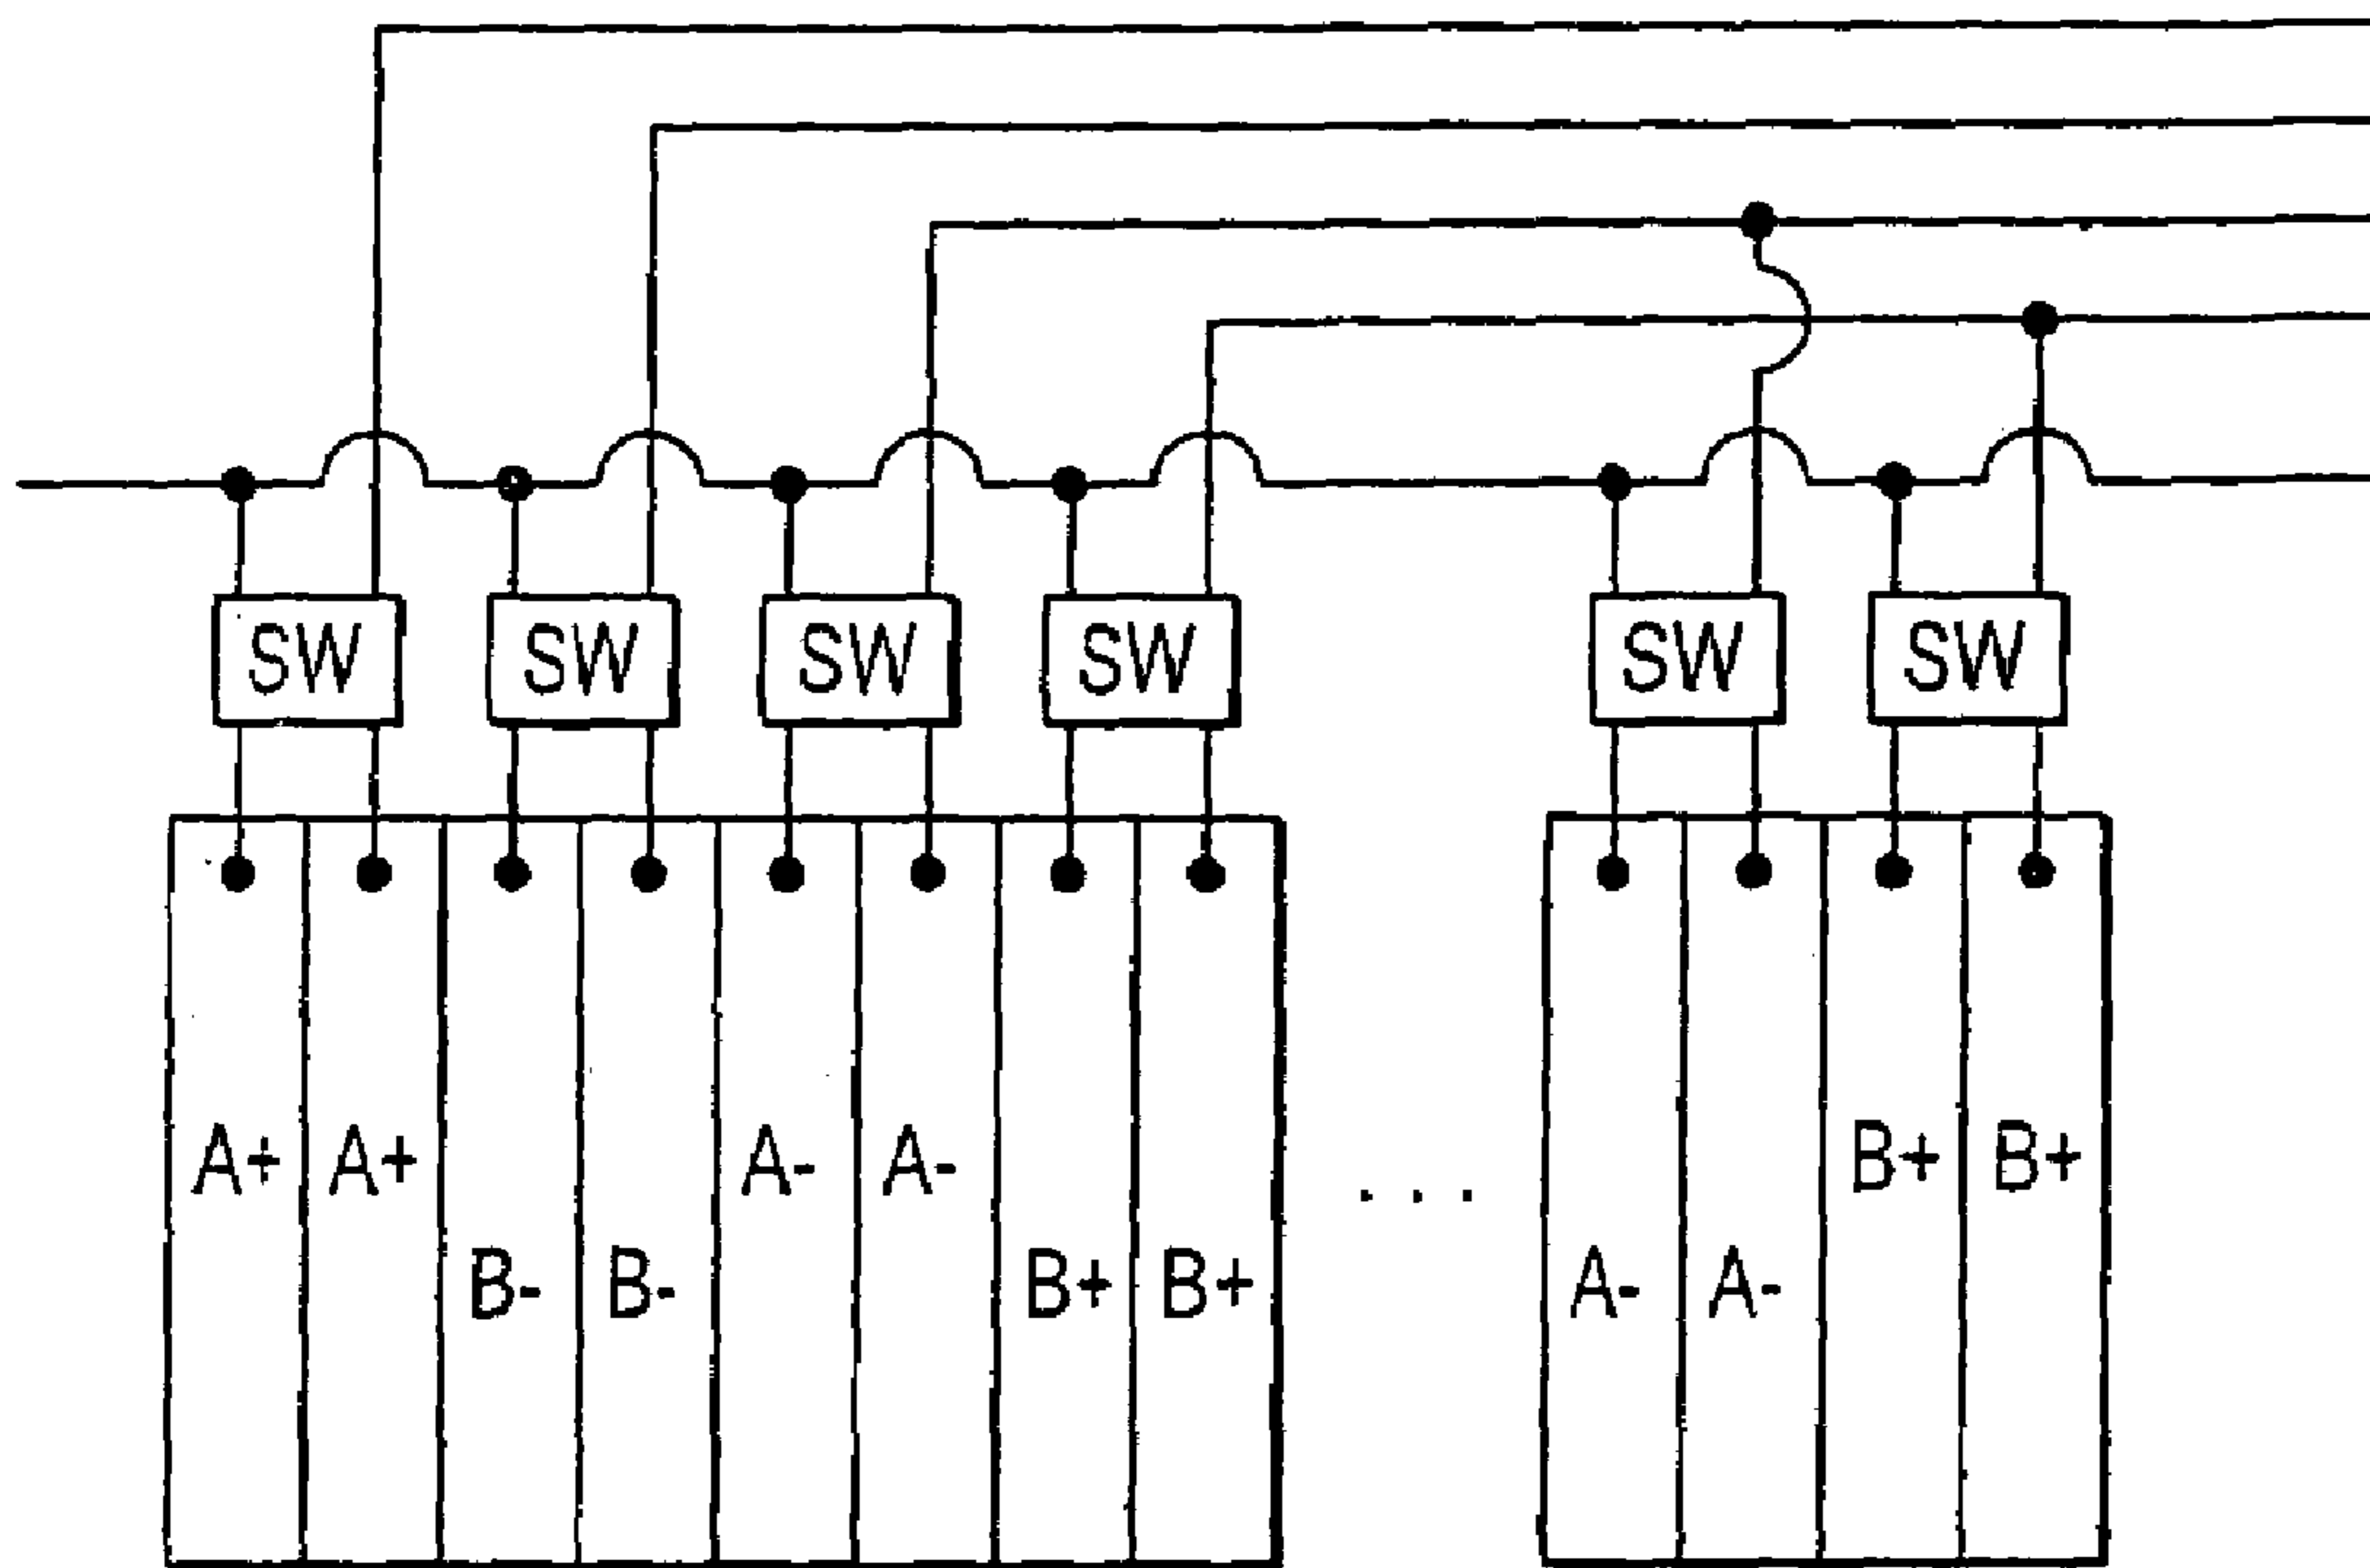 SW SW SW SW SW SW
A+ A+ A- A- B+ B+
B- B- B+ B+ . . . A- A-